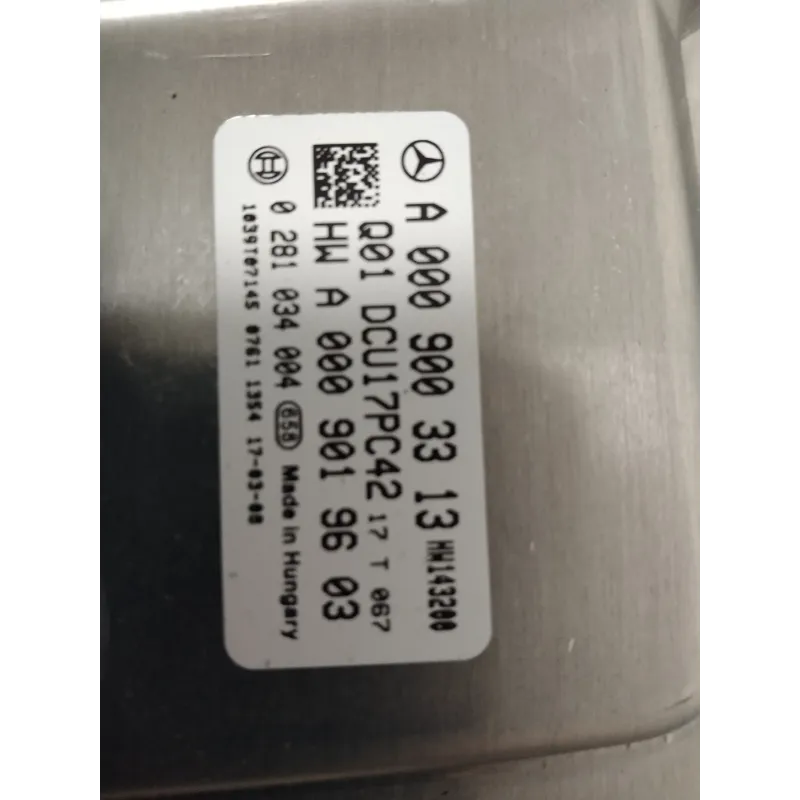 A 000 900 33 13 HW143200
Q01 DCU17PC42 17 T 067
HW A 000 901 96 03
0 281 034 004 658 Made in Hungary
1039T07145 0761 1354 17-03-08